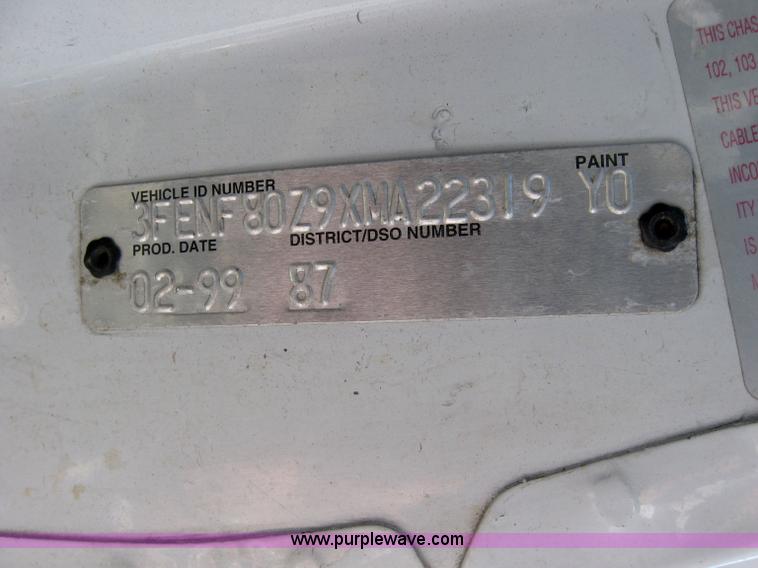 VEHICLE ID NUMBER PAINT
3FENF80Z9XMA22319 YO
PROD. DATE DISTRICT/DSO NUMBER
02-99 87
THIS CHAS
102, 103
THIS VE
CABLE
INCO
ITY
IS
www.purplewave.com